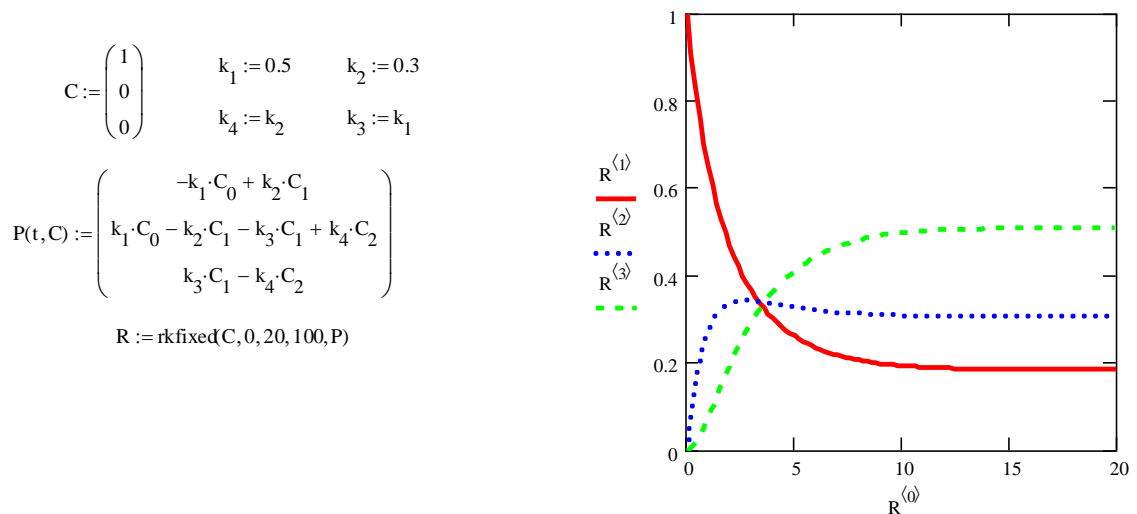 C := (1 0 0) k₁ := 0.5 k₂ := 0.3
k₄ := k₂ k₃ := k₁
P(t, C) := (
−k₁·C₀ + k₂·C₁
k₁·C₀ − k₂·C₁ − k₃·C₁ + k₄·C₂
k₃·C₁ − k₄·C₂
)
R := rkfixed(C, 0, 20, 100, P)
1
0.8
0.6
0.4
0.2
0
R⟨1⟩
R⟨2⟩
R⟨3⟩
0 5 10 15 20
R⟨0⟩